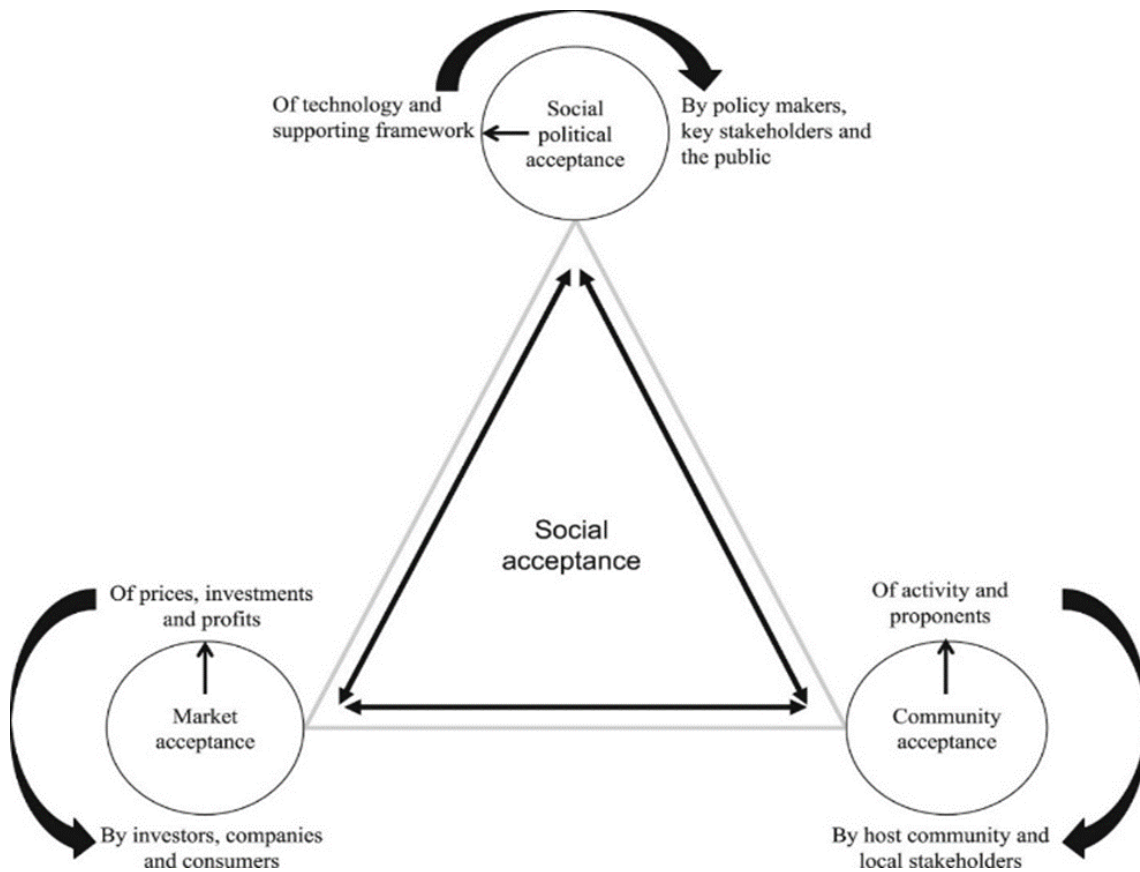 Of technology and
supporting framework
Social
political
acceptance
By policy makers,
key stakeholders and
the public
Social
acceptance
Of prices, investments
and profits
Market
acceptance
By investors, companies
and consumers
Of activity and
proponents
Community
acceptance
By host community and
local stakeholders